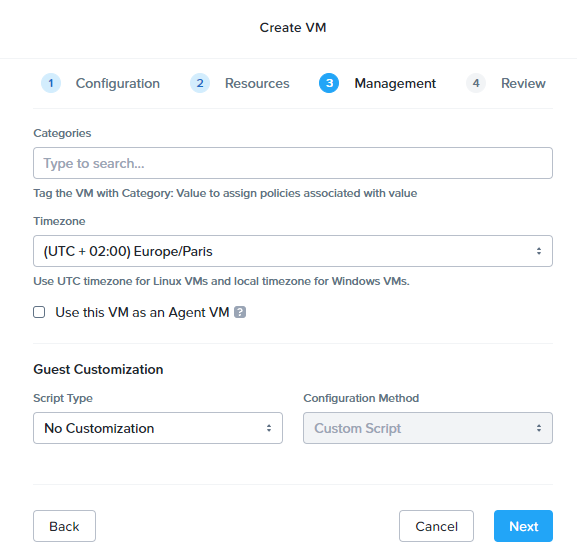 Create VM
1 Configuration 2 Resources 3 Management 4 Review
Categories
Type to search...
Tag the VM with Category: Value to assign policies associated with value
Timezone
(UTC + 02:00) Europe/Paris
Use UTC timezone for Linux VMs and local timezone for Windows VMs.
Use this VM as an Agent VM ?
Guest Customization
Script Type Configuration Method
No Customization Custom Script
Back Cancel Next